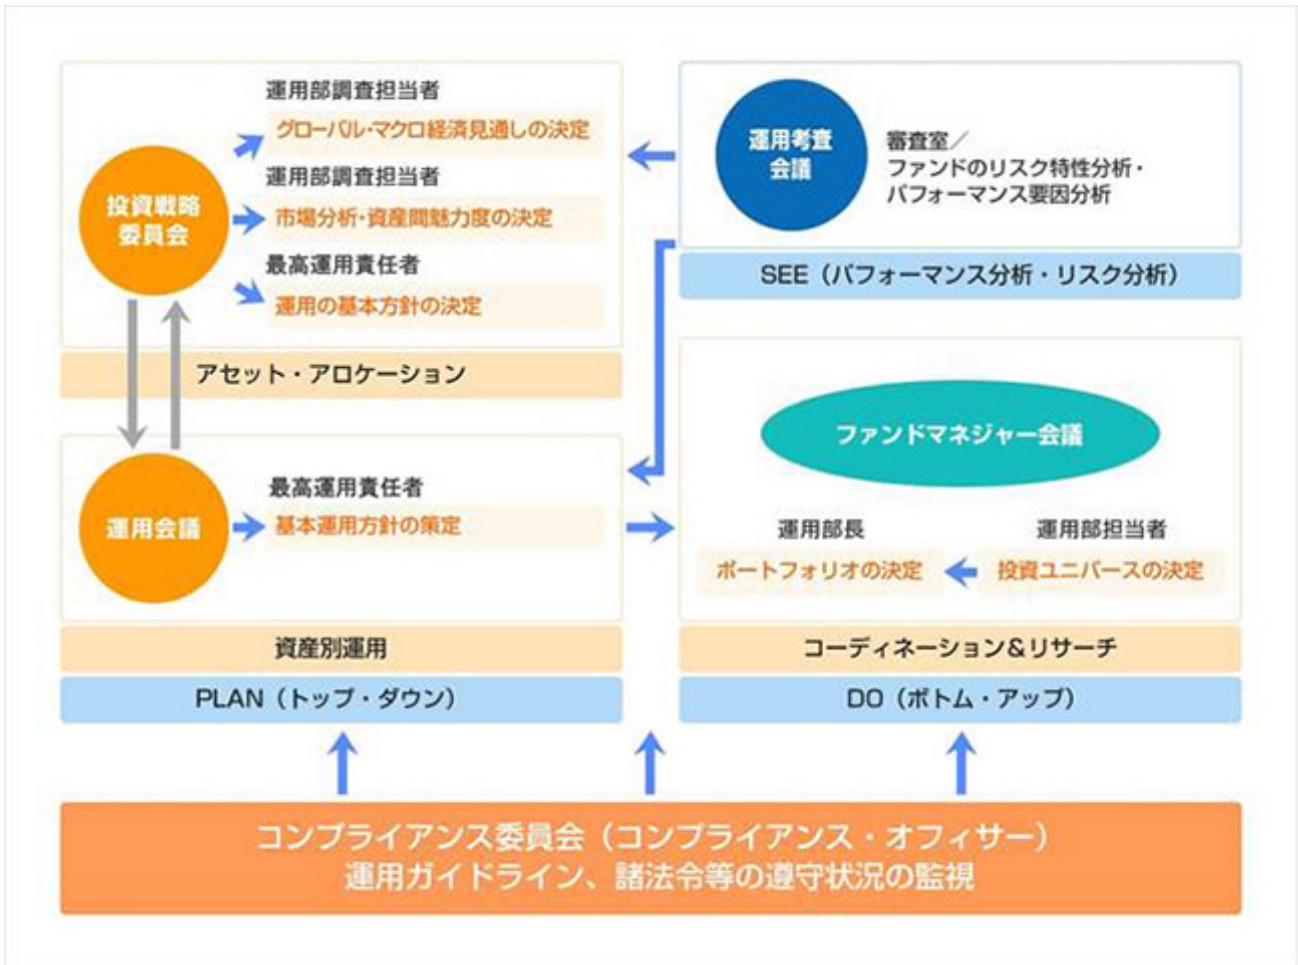 投資戦略
委員会
運用部調査担当者
グローバル・マクロ経済見通しの決定
運用部調査担当者
市場分析・資産間魅力度の決定
最高運用責任者
運用の基本方針の決定
アセット・アロケーション
運用考査
会議
審査室／
ファンドのリスク特性分析・
パフォーマンス要因分析
SEE（パフォーマンス分析・リスク分析）
運用会議
最高運用責任者
基本運用方針の策定
資産別運用
PLAN（トップ・ダウン）
ファンドマネジャー会議
運用部長
ポートフォリオの決定
運用部担当者
投資ユニバースの決定
コーディネーション＆リサーチ
DO（ボトム・アップ）
コンプライアンス委員会（コンプライアンス・オフィサー）
運用ガイドライン、諸法令等の遵守状況の監視